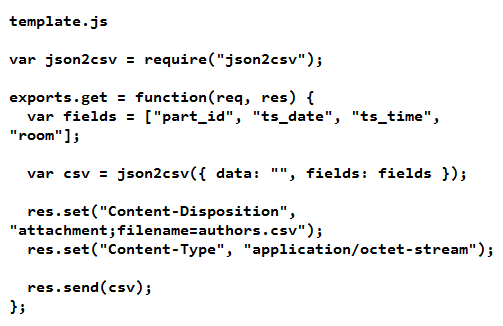 template.js
var json2csv = require("json2csv");
exports.get = function(req, res) {
  var fields = ["part_id", "ts_date", "ts_time",
"room"];
  var csv = json2csv({ data: "", fields: fields });
  res.set("Content-Disposition",
"attachment;filename=authors.csv");
  res.set("Content-Type", "application/octet-stream");
  res.send(csv);
};